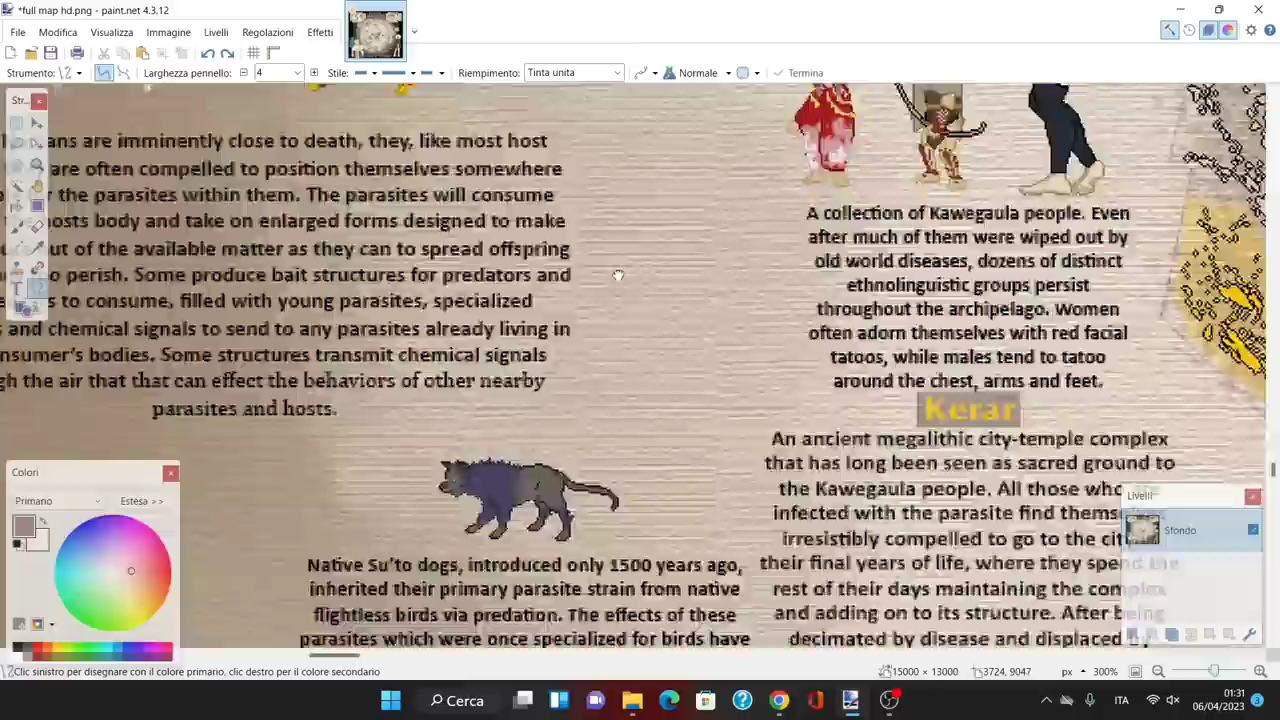 *full map hd.png - paint.net 4.3.12
File Modifica Visualizza Immagine Livelli Regolazioni Effetti
Strumento: Larghezza pennello: 4 Stile: Riempimento: Tinta unita Normale Termina
Str...
ans are imminently close to death, they, like most host
are often compelled to position themselves somewhere
the parasites within them. The parasites will consume
hosts body and take on enlarged forms designed to make
ut of the available matter as they can to spread offspring
o perish. Some produce bait structures for predators and
s to consume, filled with young parasites, specialized
s and chemical signals to send to any parasites already living in
nsumer's bodies. Some structures transmit chemical signals
gh the air that that can effect the behaviors of other nearby
parasites and hosts.
A collection of Kawegaula people. Even
after much of them were wiped out by
old world diseases, dozens of distinct
ethnolinguistic groups persist
throughout the archipelago. Women
often adorn themselves with red facial
tatoos, while males tend to tatoo
around the chest, arms and feet.
Kerar
An ancient megalithic city-temple complex
that has long been seen as sacred ground to
the Kawegaula people. All those who
infected with the parasite find thems
irresistibly compelled to go to the cit
their final years of life, where they spend the
rest of their days maintaining the complex
and adding on to its structure. After being
decimated by disease and displaced by
Native Su'to dogs, introduced only 1500 years ago,
inherited their primary parasite strain from native
flightless birds via predation. The effects of these
parasites which were once specialized for birds have
Colori
Primario
Estesa >>
Livelli
Sfondo
Clic sinistro per disegnare con il colore primario, clic destro per il colore secondario
15000 × 13000 3724, 9047 px 300%
Cerca
ITA
01:31
06/04/2023
3